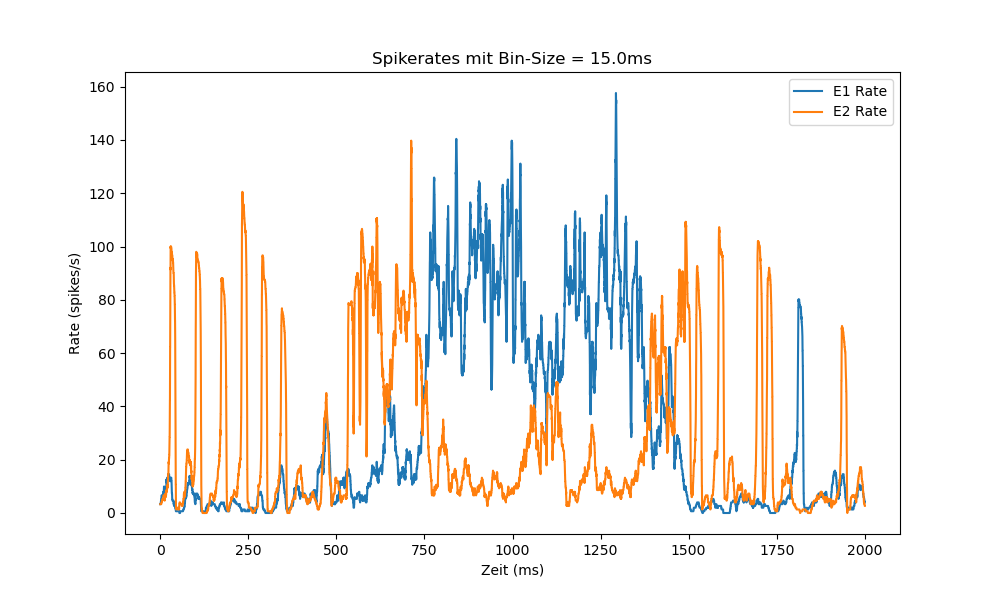 Spikerates mit Bin-Size = 15.0ms
E1 Rate
E2 Rate
160
140
120
100
80
60
40
20
0
Rate (spikes/s)
0 250 500 750 1000 1250 1500 1750 2000
Zeit (ms)